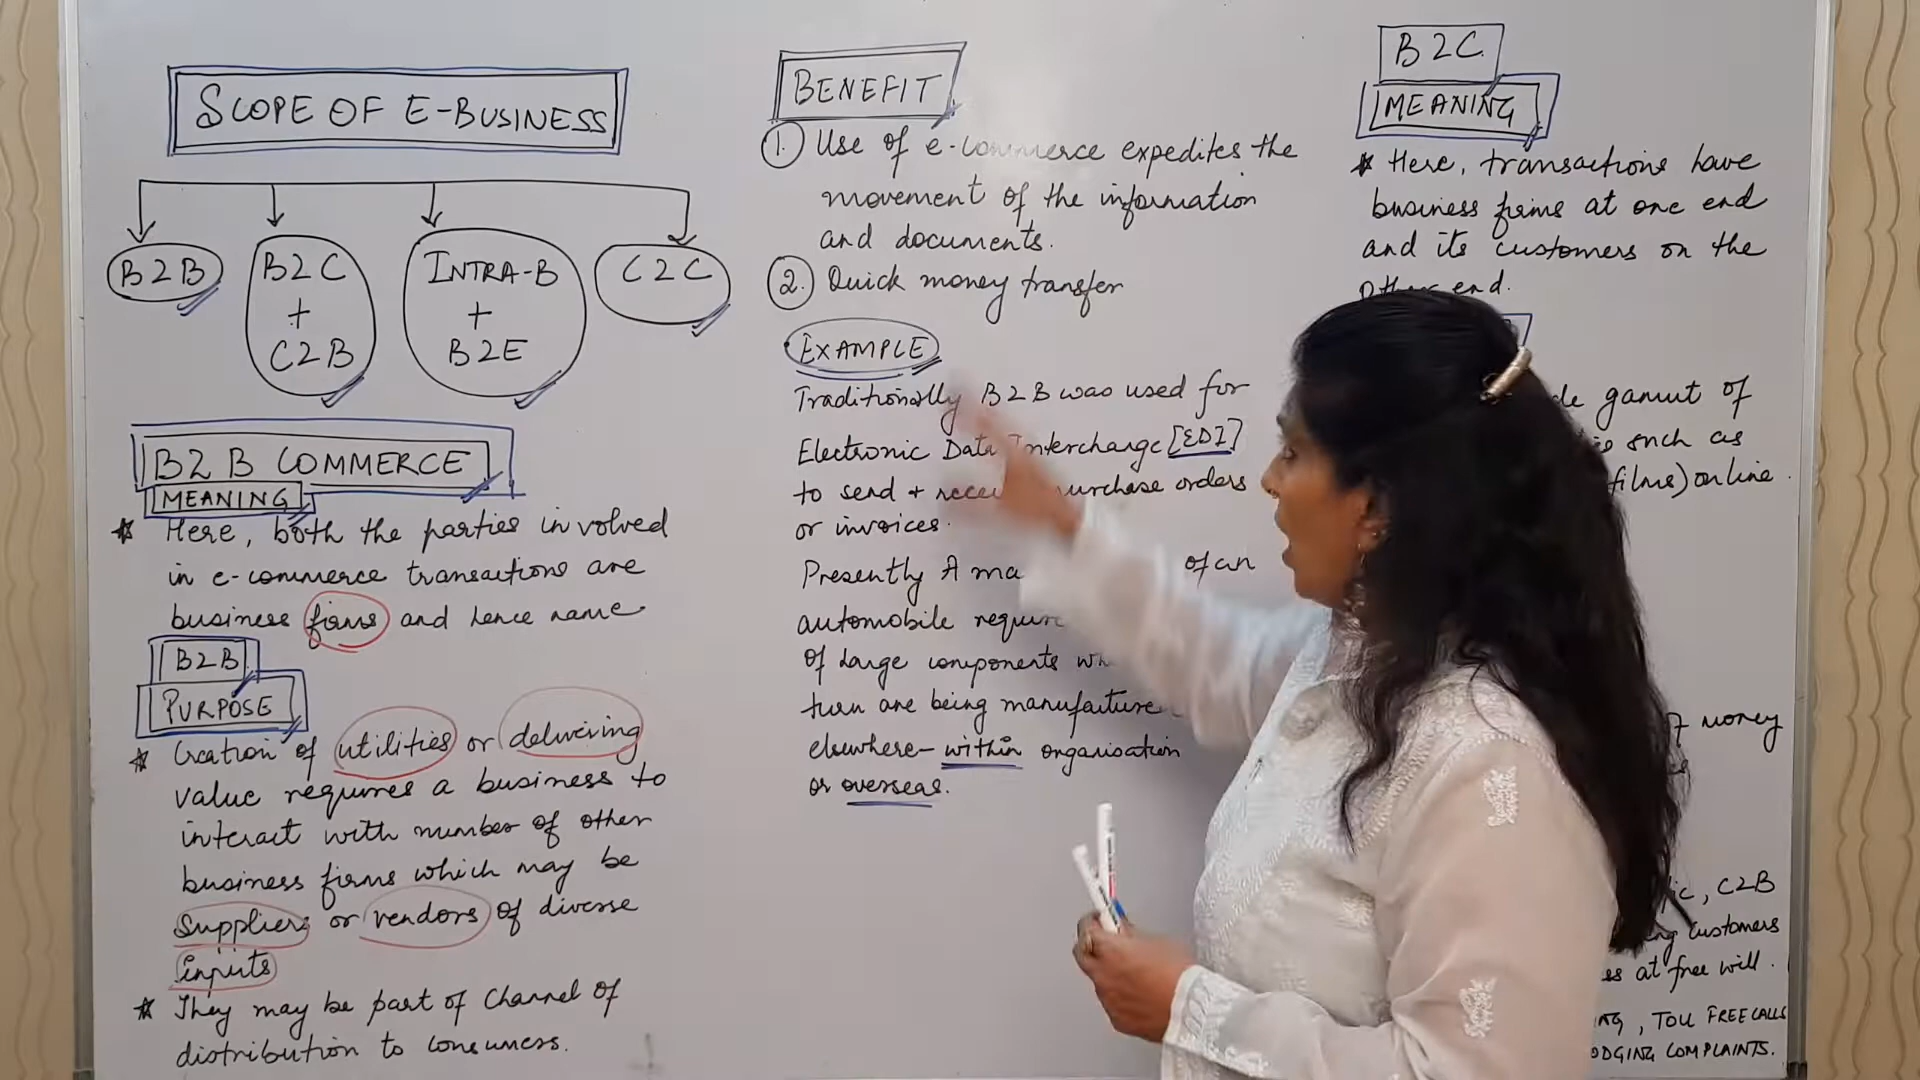 SCOPE OF E-BUSINESS
B2B
B2C
+
C2B
INTRA-B
+
B2E
C2C
B2B COMMERCE
MEANING
Here, both the parties involved
in e-commerce transactions are
business firms and hence name
B2B
PURPOSE
Creation of utilities or delivering
value requires a business to
interact with number of other
business firms which may be
suppliers or vendors of diverse
inputs
They may be part of Channel of
distribution to consumers.
BENEFIT
1. Use of e-commerce expedites the
movement of the information
and documents.
2. Quick money transfer
EXAMPLE
Traditionally B2B was used for
Electronic Data Interchange [EDI]
to send + purchase orders
or invoices.
Presently A of an
automobile
of large components
turn are being
elsewhere- within organisation
or overseas.
B2C
MEANING
Here, transactions have
business firms at one end
and its customers on the
other end.
gamut of
such as
films) online.
money
C2B
customers
at free will.
, TOLL FREE CALLS
COMPLAINTS.